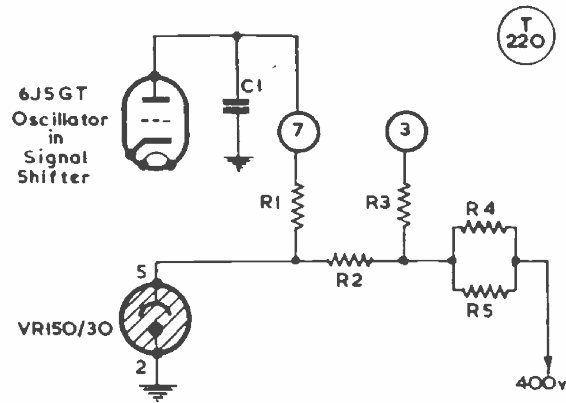 T
220
6J5GT
Oscillator
in
Signal
Shifter
C1
7
3
R1
R3
R4
R2
R5
5
VR150/30
2
400v